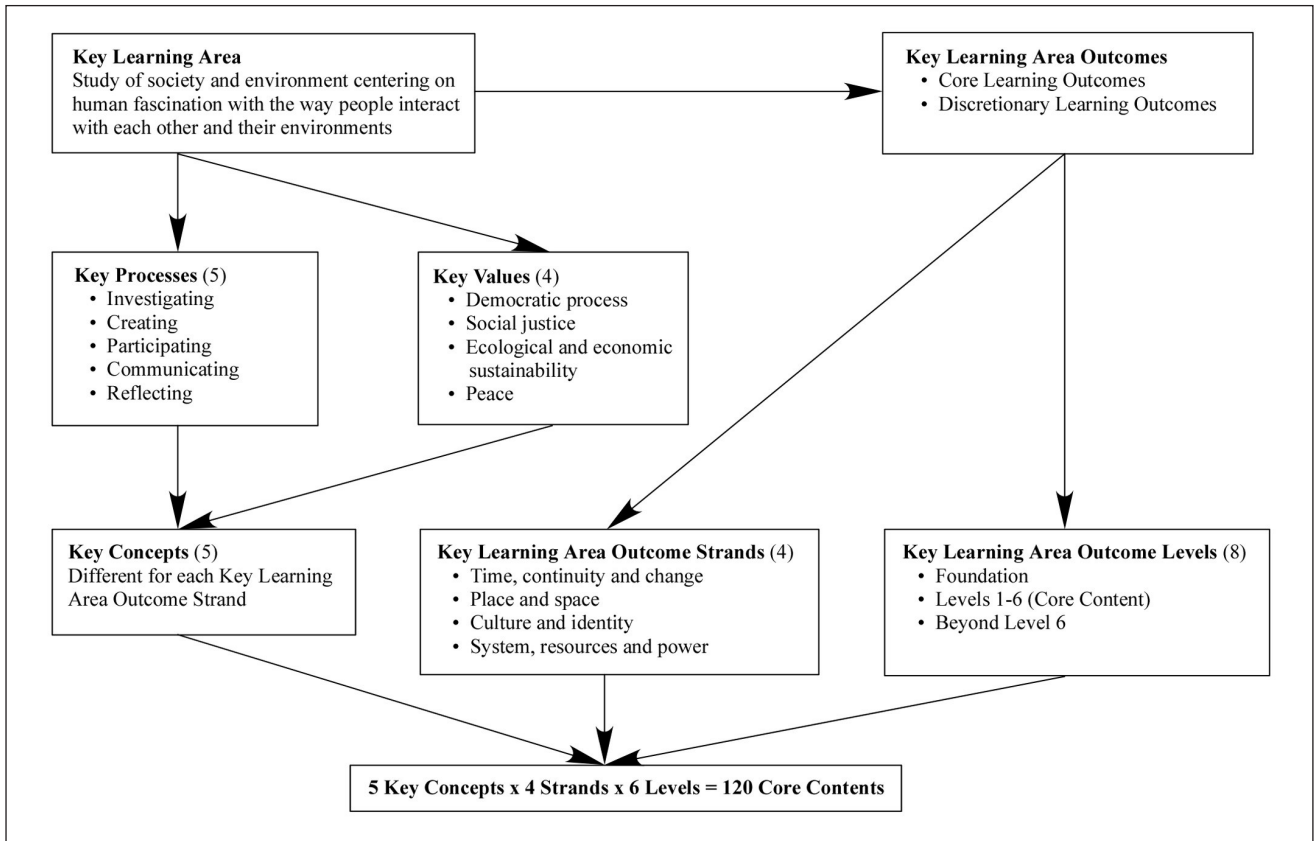 Key Learning Area
Study of society and environment centering on
human fascination with the way people interact
with each other and their environments
Key Learning Area Outcomes
• Core Learning Outcomes
• Discretionary Learning Outcomes
Key Processes (5)
• Investigating
• Creating
• Participating
• Communicating
• Reflecting
Key Values (4)
• Democratic process
• Social justice
• Ecological and economic
sustainability
• Peace
Key Concepts (5)
Different for each Key Learning
Area Outcome Strand
Key Learning Area Outcome Strands (4)
• Time, continuity and change
• Place and space
• Culture and identity
• System, resources and power
Key Learning Area Outcome Levels (8)
• Foundation
• Levels 1-6 (Core Content)
• Beyond Level 6
5 Key Concepts x 4 Strands x 6 Levels = 120 Core Contents